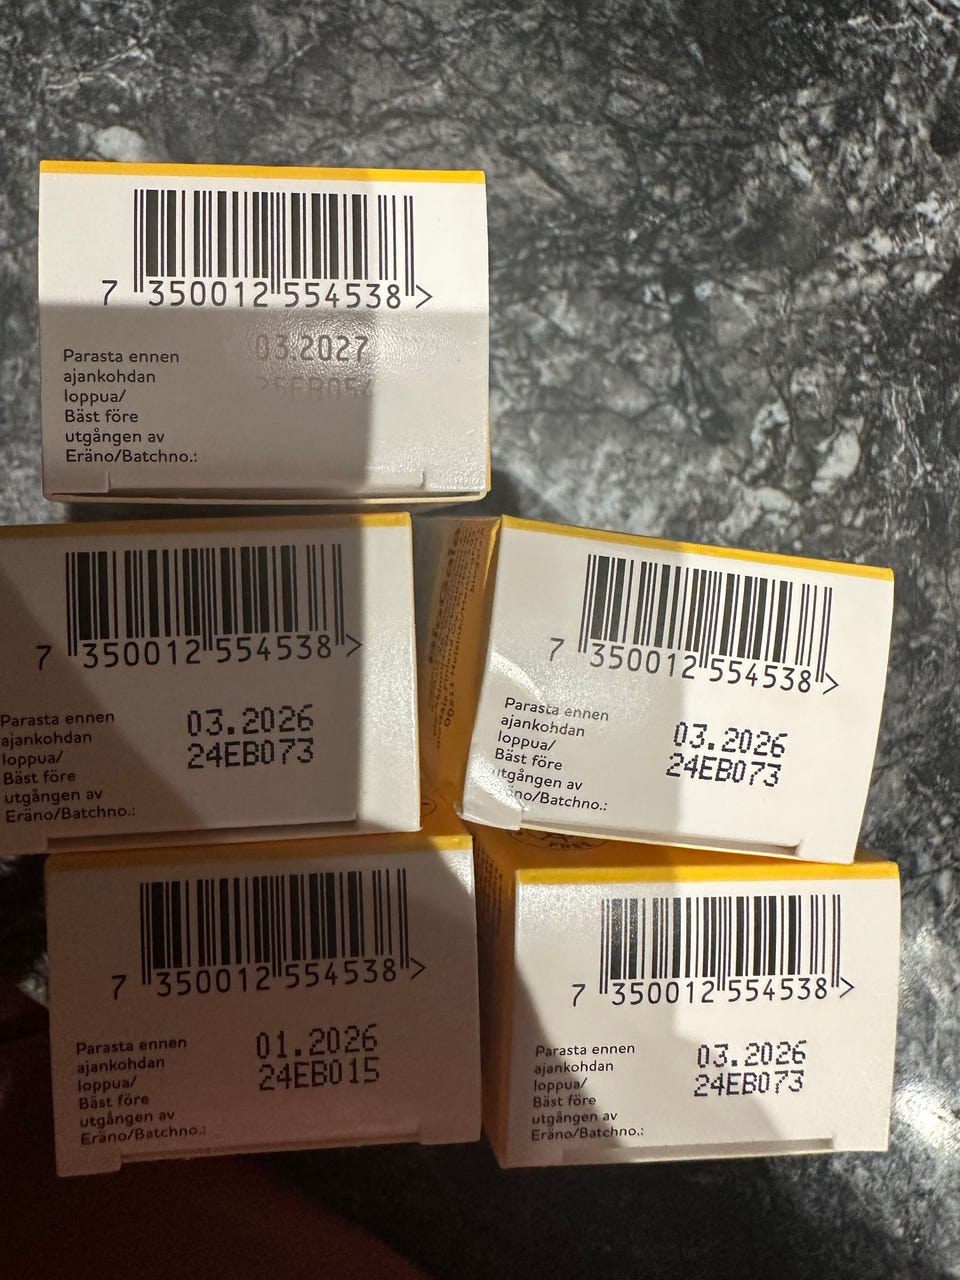 7 350012 554538 >
03.2027
Parasta ennen
ajankohdan
loppua/
Bäst före
utgången av
Eräno/Batchno.:
7 350012 554538 >
Parasta ennen
ajankohdan
loppua/
Bäst före
utgången av
Eräno/Batchno.:
03.2026
24EB073
7 350012 554538 >
Parasta ennen
ajankohdan
loppua/
Bäst före
utgången av
Eräno/Batchno.:
03.2026
24EB073
7 350012 554538 >
Parasta ennen
ajankohdan
loppua/
Bäst före
utgången av
Eräno/Batchno.:
01.2026
24EB015
FREE
7 350012 554538 >
Parasta ennen
ajankohdan
loppua/
Bäst före
utgången av
Eräno/Batchno.:
03.2026
24EB073